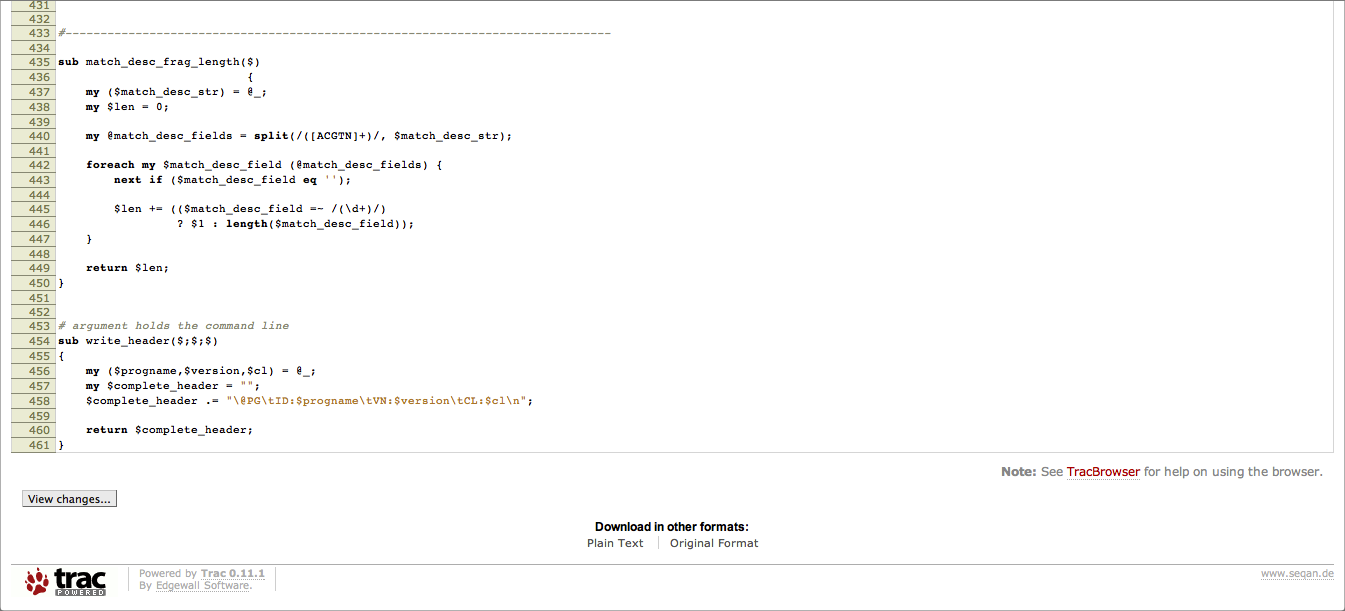 431
432
433 #------------------------------------------------------------------------------
434
435 sub match_desc_frag_length($)
436 {
437 my ($match_desc_str) = @_;
438 my $len = 0;
439
440 my @match_desc_fields = split(/([ACGTN]+)/, $match_desc_str);
441
442 foreach my $match_desc_field (@match_desc_fields) {
443 next if ($match_desc_field eq '');
444
445 $len += (($match_desc_field =~ /(\d+)/)
446 ? $1 : length($match_desc_field));
447 }
448
449 return $len;
450 }
451
452
453 # argument holds the command line
454 sub write_header($;$;$)
455 {
456 my ($progname,$version,$cl) = @_;
457 my $complete_header = "";
458 $complete_header .= "\@PG\tID:$progname\tVN:$version\tCL:$cl\n";
459
460 return $complete_header;
461 }
Note: See TracBrowser for help on using the browser.
View changes...
Download in other formats:
Plain Text
Original Format
trac
POWERED
Powered by Trac 0.11.1
By Edgewall Software.
www.seqan.de